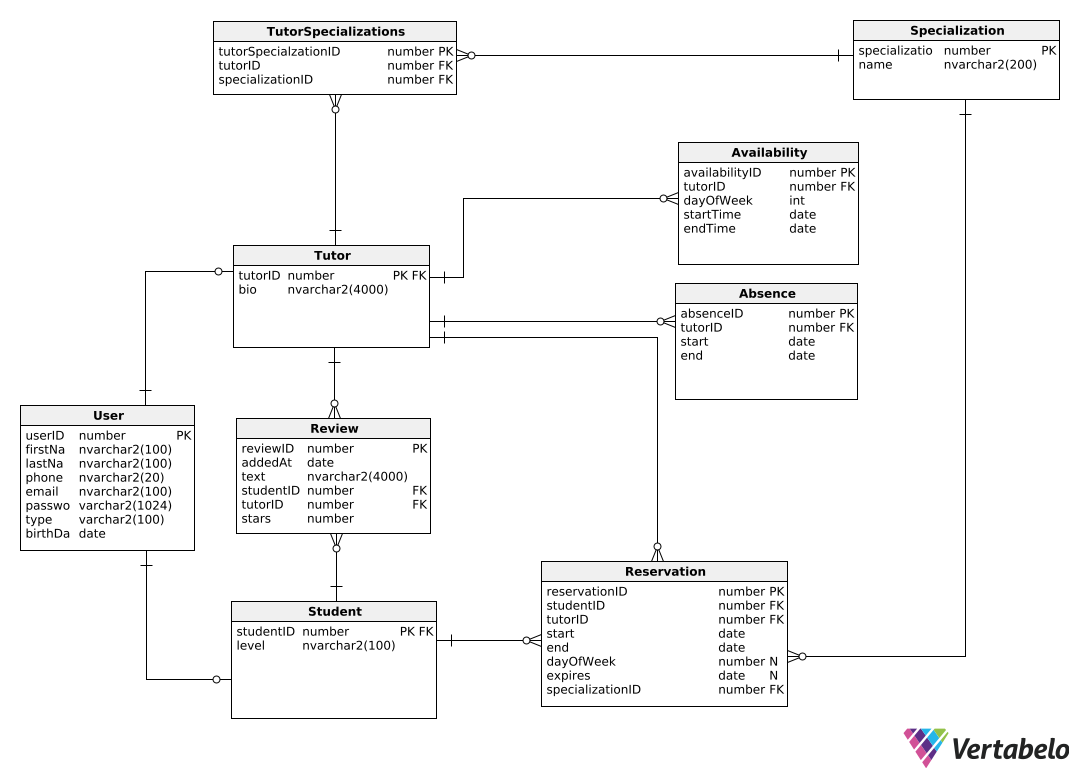 TutorSpecializations
tutorSpecialzationID number PK
tutorID number FK
specializationID number FK
Specialization
specializatio number PK
name nvarchar2(200)
Availability
availabilityID number PK
tutorID number FK
dayOfWeek int
startTime date
endTime date
Tutor
tutorID number PK FK
bio nvarchar2(4000)
Absence
absenceID number PK
tutorID number FK
start date
end date
User
userID number PK
firstNa nvarchar2(100)
lastNa nvarchar2(100)
phone nvarchar2(20)
email nvarchar2(100)
passwo varchar2(1024)
type varchar2(100)
birthDa date
Review
reviewID number PK
addedAt date
text nvarchar2(4000)
studentID number FK
tutorID number FK
stars number
Student
studentID number PK FK
level nvarchar2(100)
Reservation
reservationID number PK
studentID number FK
tutorID number FK
start date
end date
dayOfWeek number N
expires date N
specializationID number FK
Vertabelo